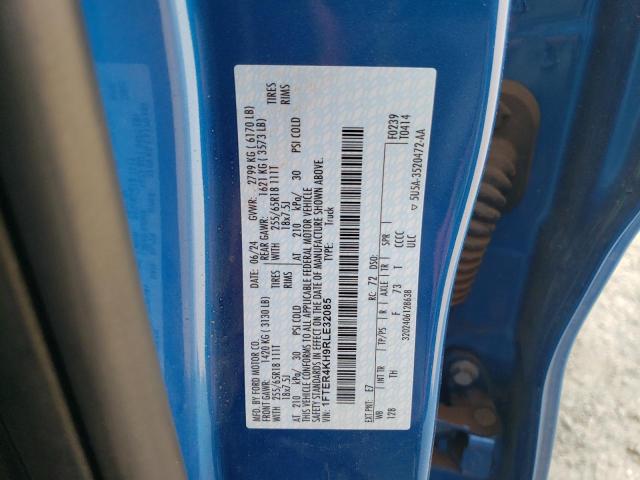 MFD. BY FORD MOTOR CO.
DATE: 06/24 GVWR: 2799 KG ( 6170 LB)
FRONT GAWR: 1420 KG ( 3130 LB) REAR GAWR: 1621 KG ( 3573 LB)
WITH 255/65R18 111T TIRES WITH 255/65R18 111T TIRES
18x7.5J RIMS 18x7.5J RIMS
AT 210 kPa/ 30 PSI COLD AT 210 kPa/ 30 PSI COLD
THIS VEHICLE CONFORMS TO ALL APPLICABLE FEDERAL MOTOR VEHICLE
SAFETY STANDARDS IN EFFECT ON THE DATE OF MANUFACTURE SHOWN ABOVE.
VIN: 1FTER4KH9RLE32085 Truck
F0239
T0414
EXT PNT: E7 RC: 72 DSO:
WB INT TR TP/PS R AXLE TR SPR
128 TH F 73 T CCCC
ULC
3202406128638 5U5A-3520472-AA